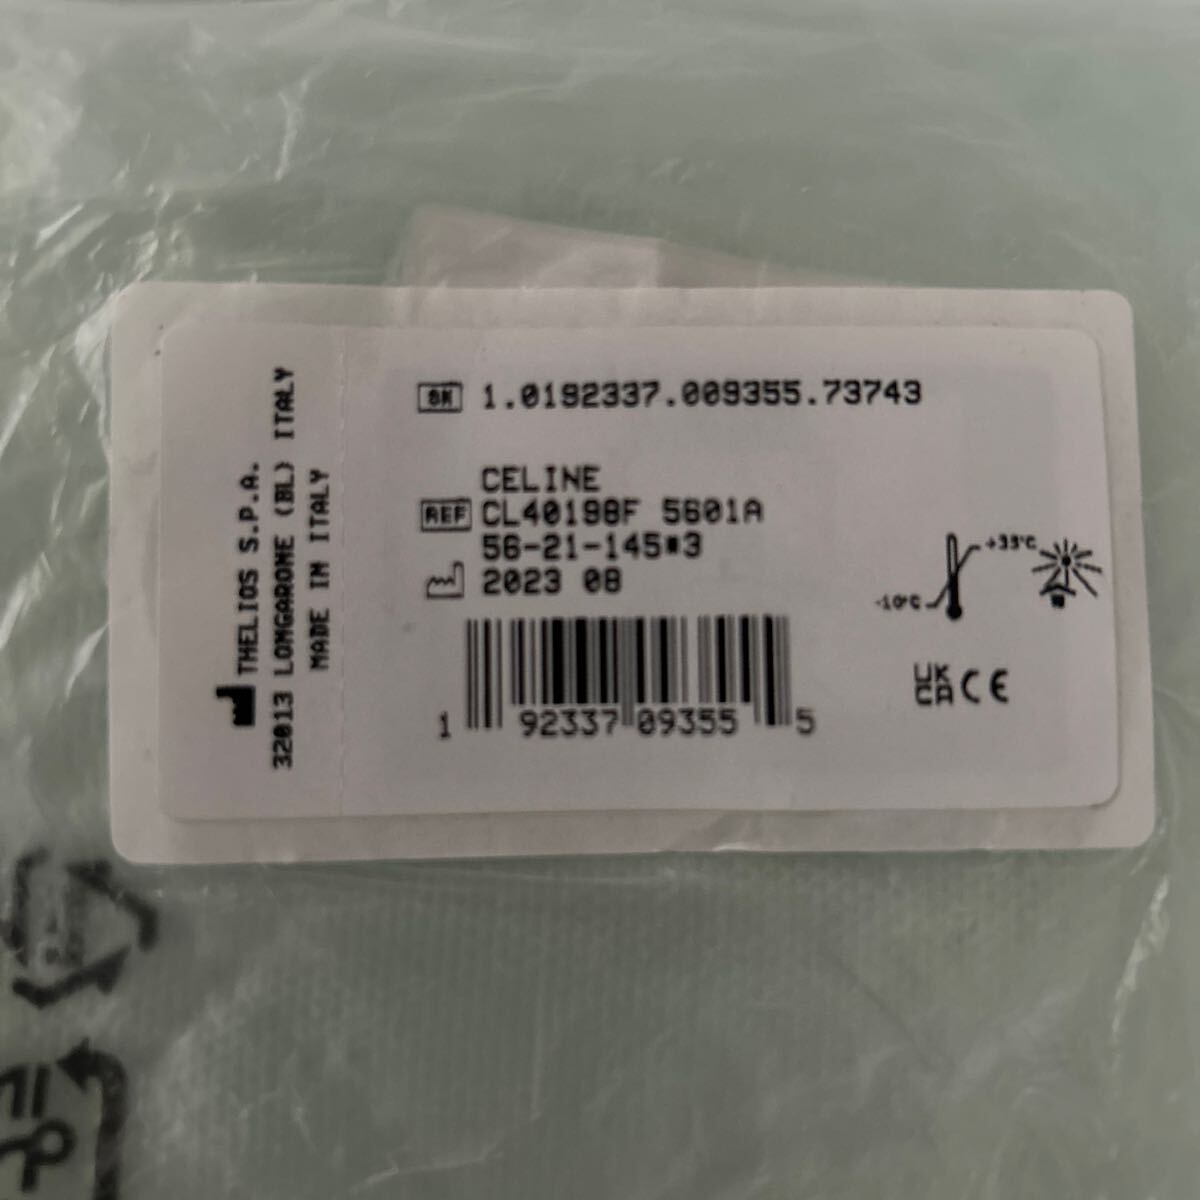 THELIOS S.P.A.
32013 LONGARONE (BL) ITALY
MADE IN ITALY
SN 1.0192337.009355.73743
CELINE
REF CL40198F 5601A
56-21-145*3
2023 08
1 92337 09355 5
-10°C
+35°C
UK
CA CE